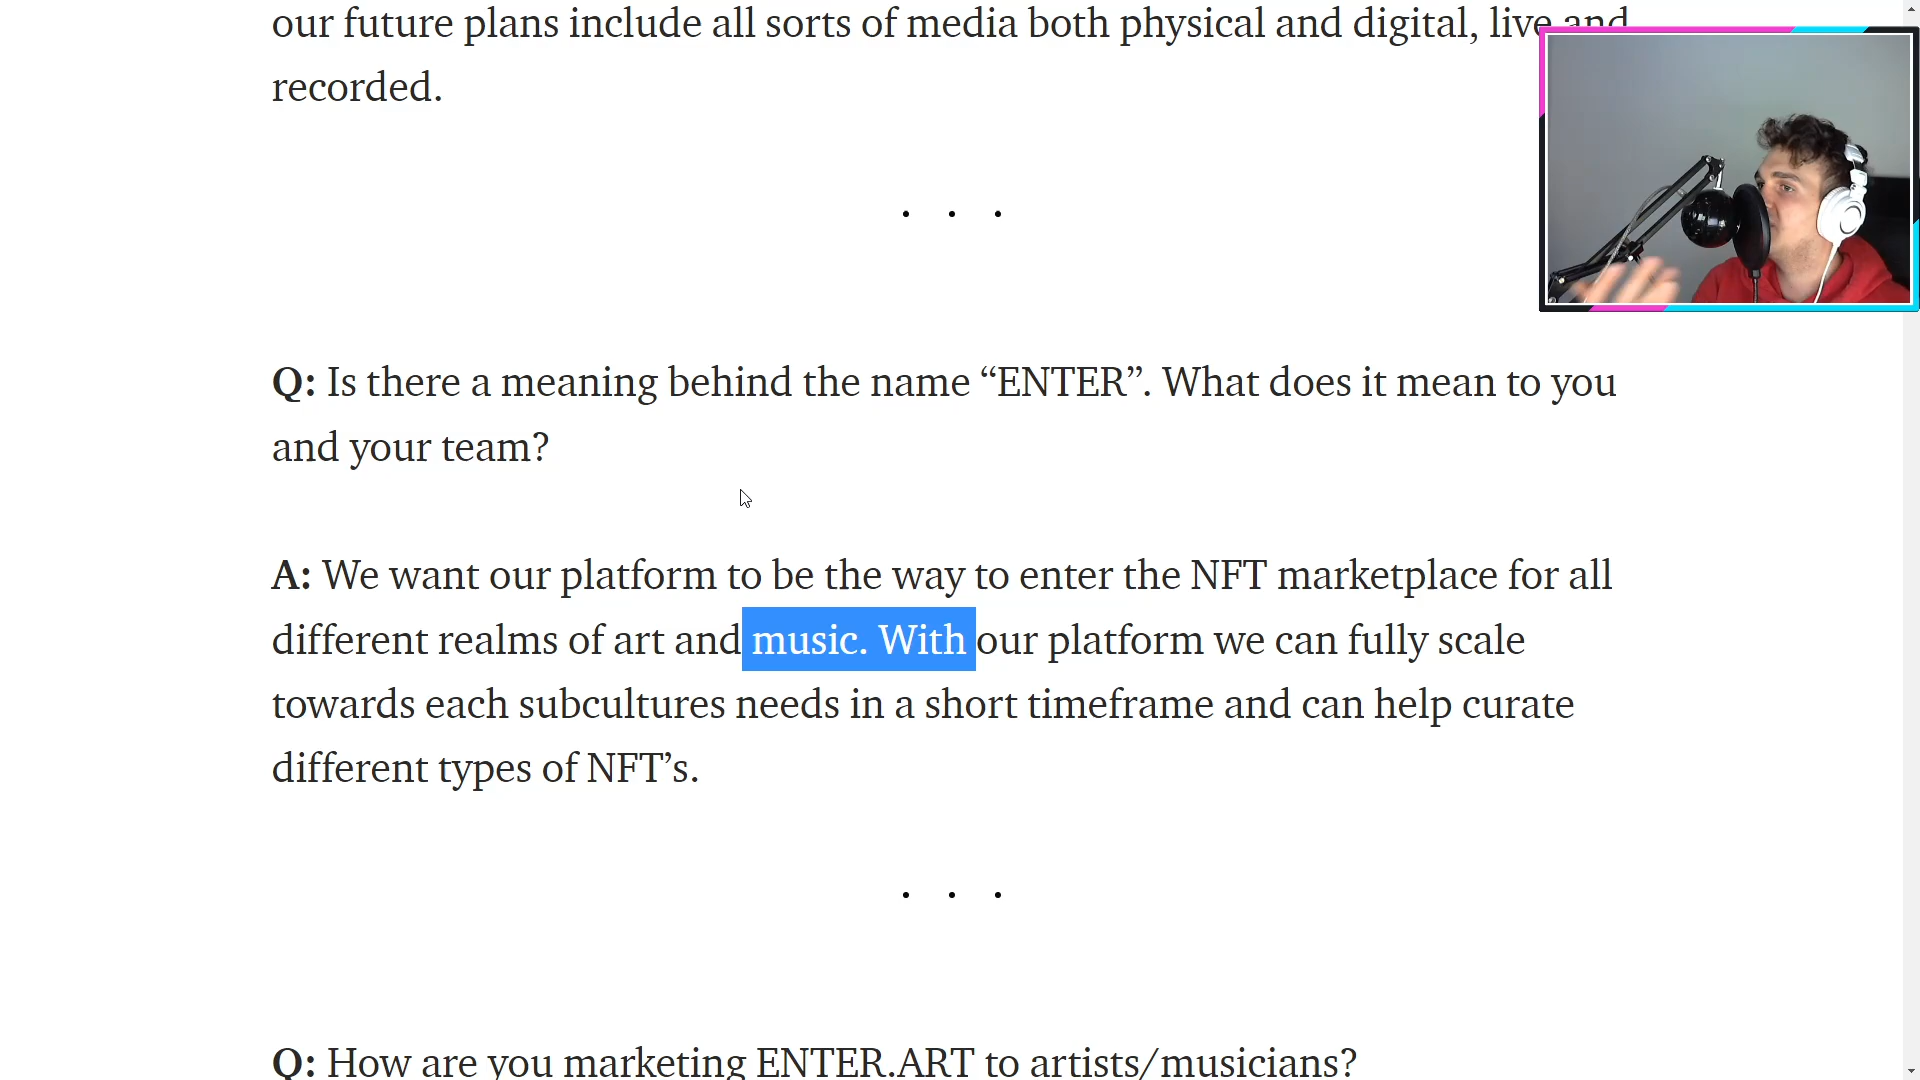 our future plans include all sorts of media both physical and digital, live and
recorded.
. . .
Q: Is there a meaning behind the name “ENTER”. What does it mean to you
and your team?
A: We want our platform to be the way to enter the NFT marketplace for all
different realms of art and music. With our platform we can fully scale
towards each subcultures needs in a short timeframe and can help curate
different types of NFT’s.
. . .
Q: How are you marketing ENTER.ART to artists/musicians?